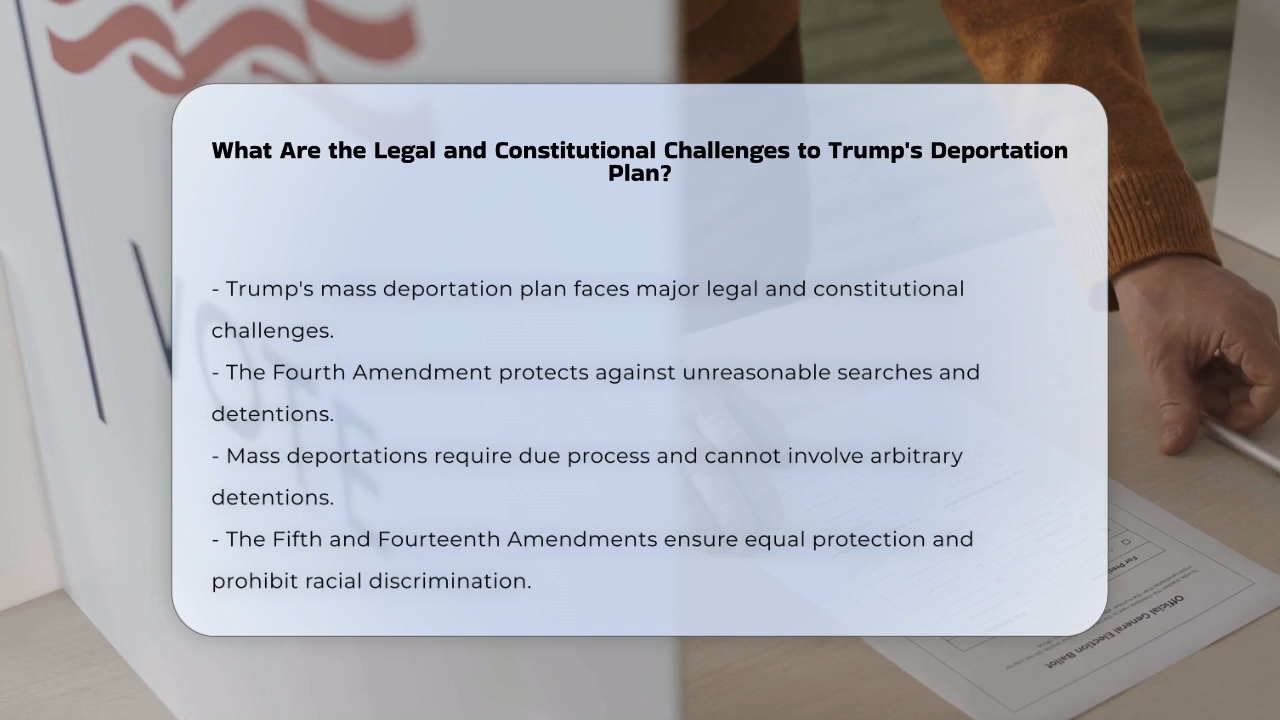 What Are the Legal and Constitutional Challenges to Trump's Deportation
Plan?
- Trump's mass deportation plan faces major legal and constitutional
challenges.
- The Fourth Amendment protects against unreasonable searches and
detentions.
- Mass deportations require due process and cannot involve arbitrary
detentions.
- The Fifth and Fourteenth Amendments ensure equal protection and
prohibit racial discrimination.
VOTE
Official General Election Ballot